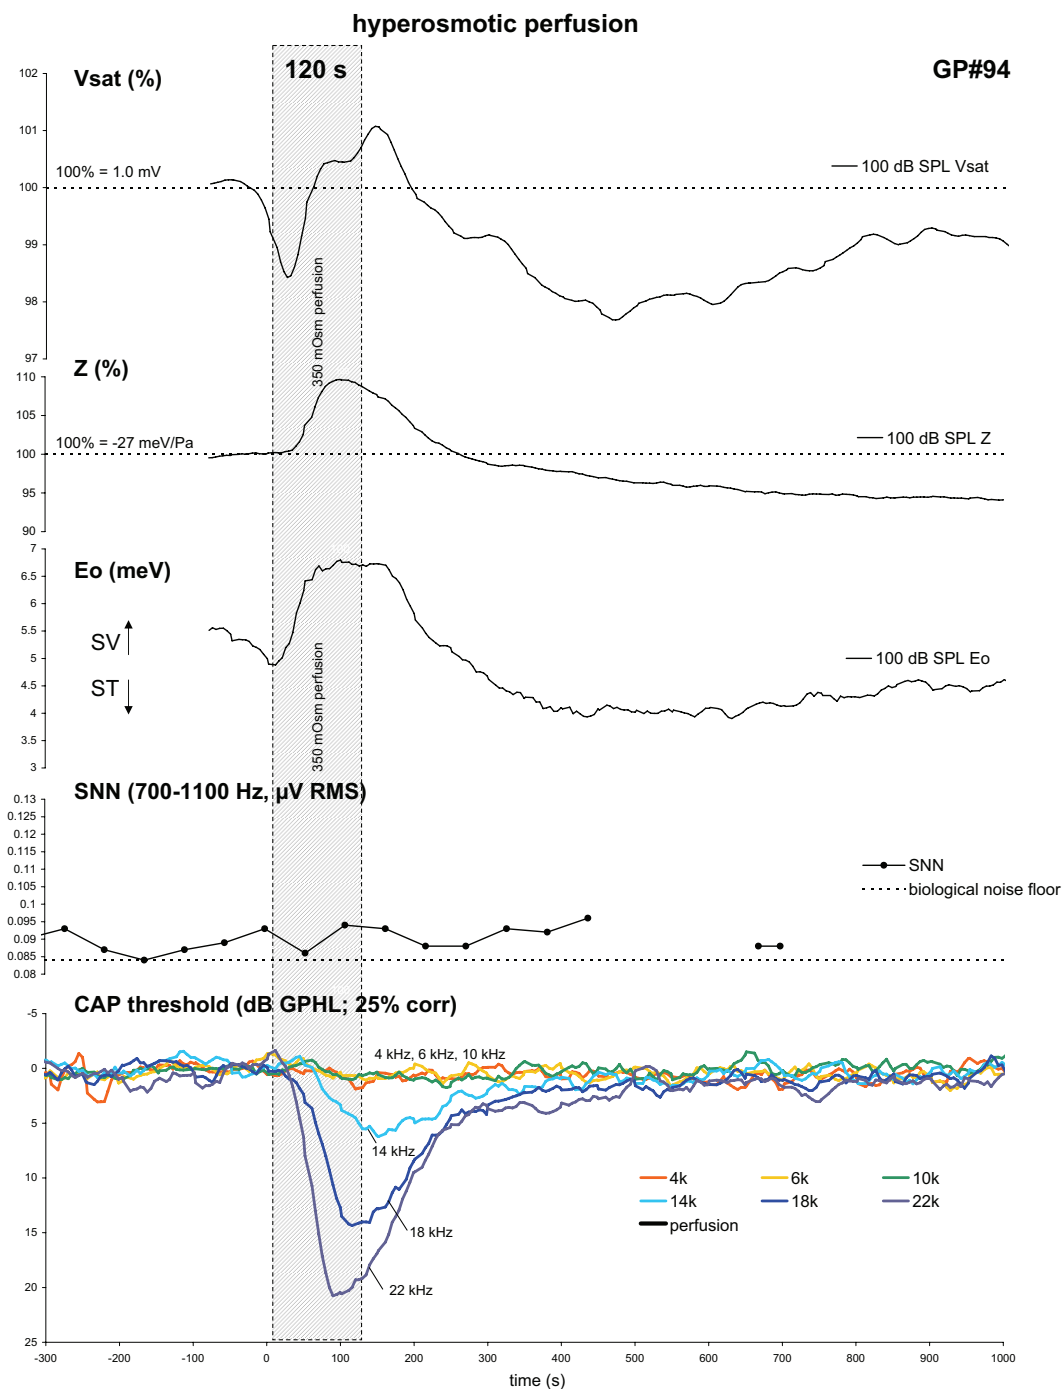 hyperosmotic perfusion
120 s
GP#94
Vsat (%)
102
101
100
99
98
97
100% = 1.0 mV
100 dB SPL Vsat
350 mOsm perfusion
Z (%)
110
105
100
95
90
100% = -27 meV/Pa
100 dB SPL Z
Eo (meV)
7
6.5
6
5.5
5
4.5
4
3.5
3
SV
ST
100 dB SPL Eo
350 mOsm perfusion
SNN (700-1100 Hz, µV RMS)
0.13
0.125
0.12
0.115
0.11
0.105
0.1
0.095
0.09
0.085
0.08
SNN
biological noise floor
CAP threshold (dB GPHL; 25% corr)
-5
0
5
10
15
20
25
4 kHz, 6 kHz, 10 kHz
14 kHz
18 kHz
22 kHz
4k 6k 10k
14k 18k 22k
perfusion
-300 -200 -100 0 100 200 300 400 500 600 700 800 900 1000
time (s)